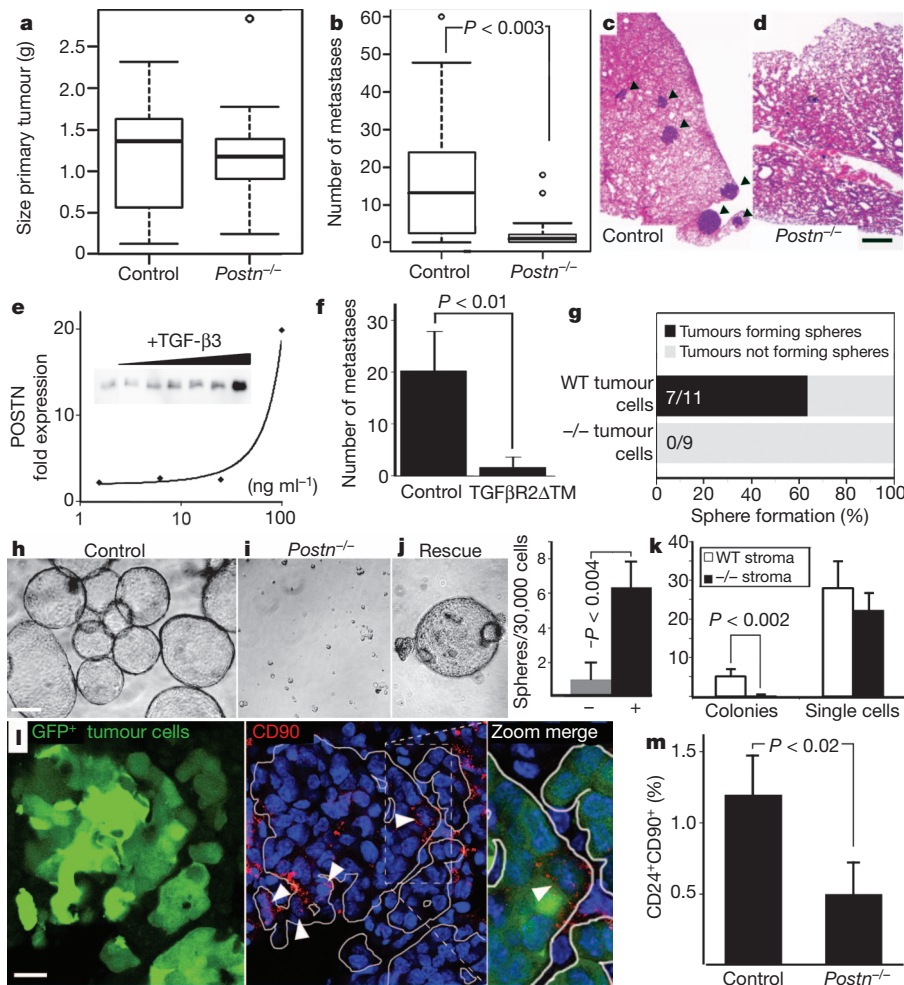 a
Size primary tumour (g)
2.5
2.0
1.5
1.0
0.5
0
Control
Postn−/−
b
Number of metastases
60
50
40
30
20
10
0
P < 0.003
Control
Postn−/−
c
Control
d
Postn−/−
e
POSTN
fold expression
20
10
0
+TGF-β3
(ng ml−1)
1
10
100
f
Number of metastases
30
20
10
0
P < 0.01
Control
TGFβR2ΔTM
g
Tumours forming spheres
Tumours not forming spheres
WT tumour
cells
7/11
−/− tumour
cells
0/9
0
20
40
60
80
100
Sphere formation (%)
h
Control
i
Postn−/−
j
Rescue
Spheres/30,000 cells
8
6
4
2
P < 0.004
−
+
k
WT stroma
−/− stroma
40
30
20
10
0
P < 0.002
Colonies
Single cells
l
GFP+ tumour cells
CD90
Zoom merge
m
CD24+CD90+ (%)
1.5
1.0
0.5
P < 0.02
Control
Postn−/−